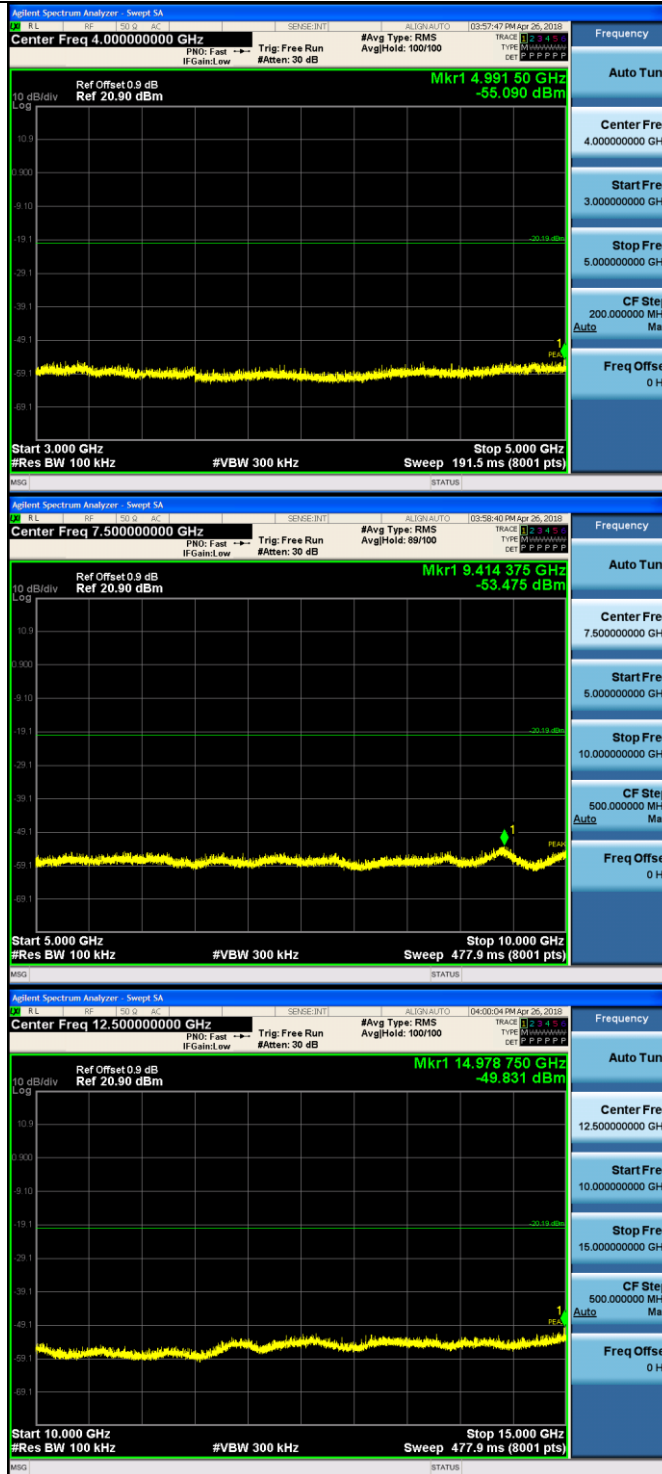 Agilent Spectrum Analyzer - Swept SA
RL RF 50 Ω AC SENSE:INT ALIGN AUTO 03:57:47 PM Apr 26, 2018
Center Freq 4.000000000 GHz
#Avg Type: RMS
TRACE 1 2 3 4 5 6
PNO: Fast Trig: Free Run Avg|Hold: 100/100 TYPE M
IFGain:Low #Atten: 30 dB DET P P P P P P
Mkr1 4.991 50 GHz
-55.090 dBm
Ref Offset 0.9 dB
10 dB/div Ref 20.90 dBm
Log
10.9
0.900
-9.10
-19.1
-20.19 dBm
-29.1
-39.1
-49.1
1
PEAK
-59.1
-69.1
Start 3.000 GHz Stop 5.000 GHz
#Res BW 100 kHz #VBW 300 kHz Sweep 191.5 ms (8001 pts)
MSG STATUS
Frequency
Auto Tun
Center Fre
4.000000000 GH
Start Fre
3.000000000 GH
Stop Fre
5.000000000 GH
CF Ste
200.000000 MH
Auto Ma
Freq Offse
0 H
Agilent Spectrum Analyzer - Swept SA
RL RF 50 Ω AC SENSE:INT ALIGN AUTO 03:58:40 PM Apr 26, 2018
Center Freq 7.500000000 GHz
#Avg Type: RMS
TRACE 1 2 3 4 5 6
PNO: Fast Trig: Free Run Avg|Hold: 89/100 TYPE M
IFGain:Low #Atten: 30 dB DET P P P P P P
Mkr1 9.414 375 GHz
-53.475 dBm
Ref Offset 0.9 dB
10 dB/div Ref 20.90 dBm
Log
10.9
0.900
-9.10
-19.1
-20.19 dBm
-29.1
-39.1
-49.1
1
PEAK
-59.1
-69.1
Start 5.000 GHz Stop 10.000 GHz
#Res BW 100 kHz #VBW 300 kHz Sweep 477.9 ms (8001 pts)
MSG STATUS
Frequency
Auto Tun
Center Fre
7.500000000 GH
Start Fre
5.000000000 GH
Stop Fre
10.000000000 GH
CF Ste
500.000000 MH
Auto Ma
Freq Offse
0 H
Agilent Spectrum Analyzer - Swept SA
RL RF 50 Ω AC SENSE:INT ALIGN AUTO 04:00:04 PM Apr 26, 2018
Center Freq 12.500000000 GHz
#Avg Type: RMS
TRACE 1 2 3 4 5 6
PNO: Fast Trig: Free Run Avg|Hold: 100/100 TYPE M
IFGain:Low #Atten: 30 dB DET P P P P P P
Mkr1 14.978 750 GHz
-49.831 dBm
Ref Offset 0.9 dB
10 dB/div Ref 20.90 dBm
Log
10.9
0.900
-9.10
-19.1
-20.19 dBm
-29.1
-39.1
-49.1
1
PEAK
-59.1
-69.1
Start 10.000 GHz Stop 15.000 GHz
#Res BW 100 kHz #VBW 300 kHz Sweep 477.9 ms (8001 pts)
MSG STATUS
Frequency
Auto Tun
Center Fre
12.500000000 GH
Start Fre
10.000000000 GH
Stop Fre
15.000000000 GH
CF Ste
500.000000 MH
Auto Ma
Freq Offse
0 H